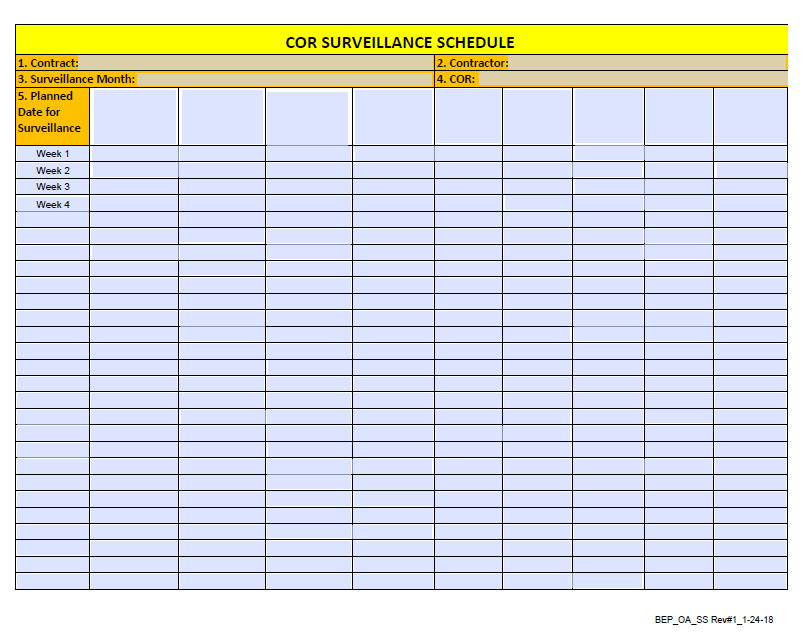 COR SURVEILLANCE SCHEDULE
1. Contract: 2. Contractor:
3. Surveillance Month: 4. COR:
5. Planned
Date for
Surveillance
Week 1
Week 2
Week 3
Week 4
BEP_OA_SS Rev#1_1-24-18